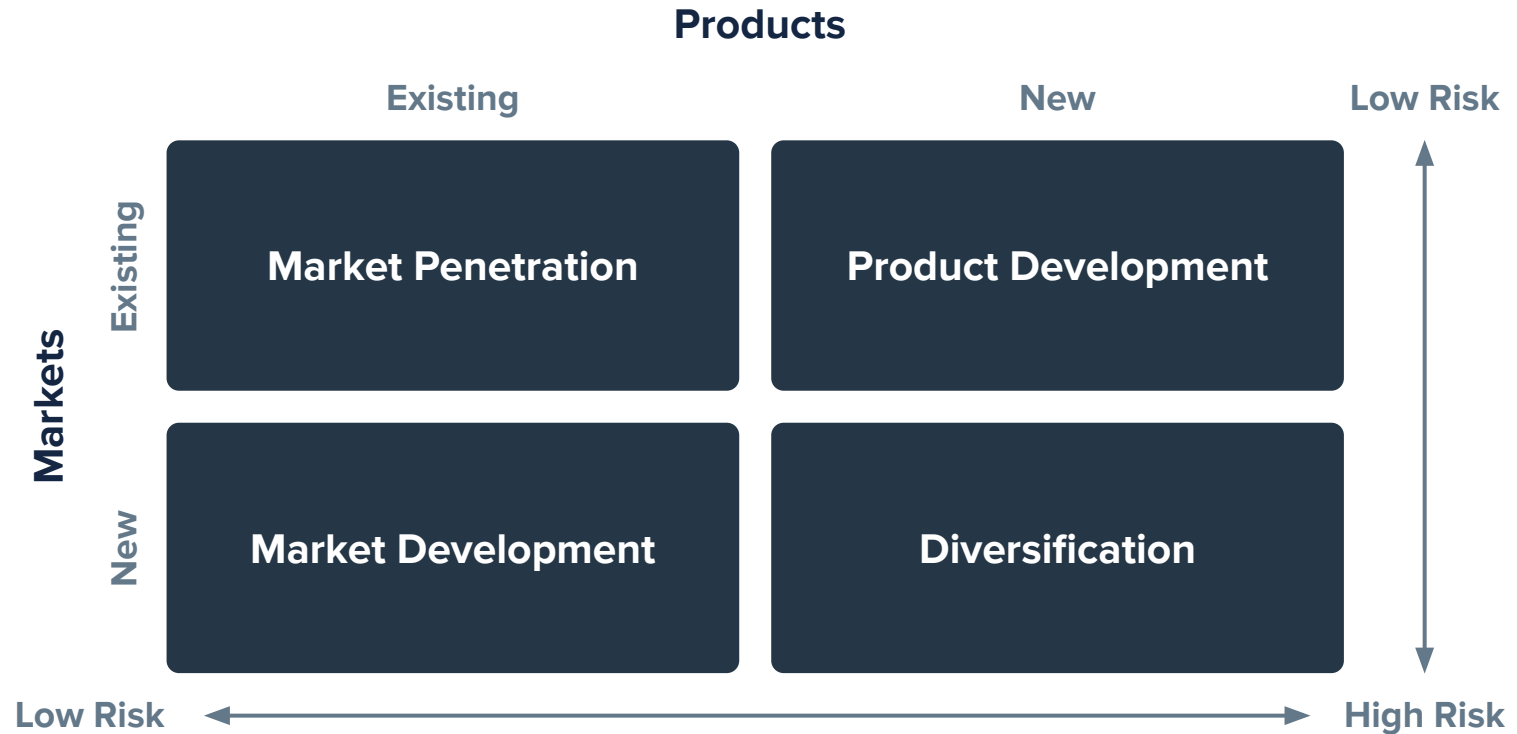 Products
Existing
New
Low Risk
Markets
Existing
Market Penetration
Product Development
New
Market Development
Diversification
Low Risk
High Risk